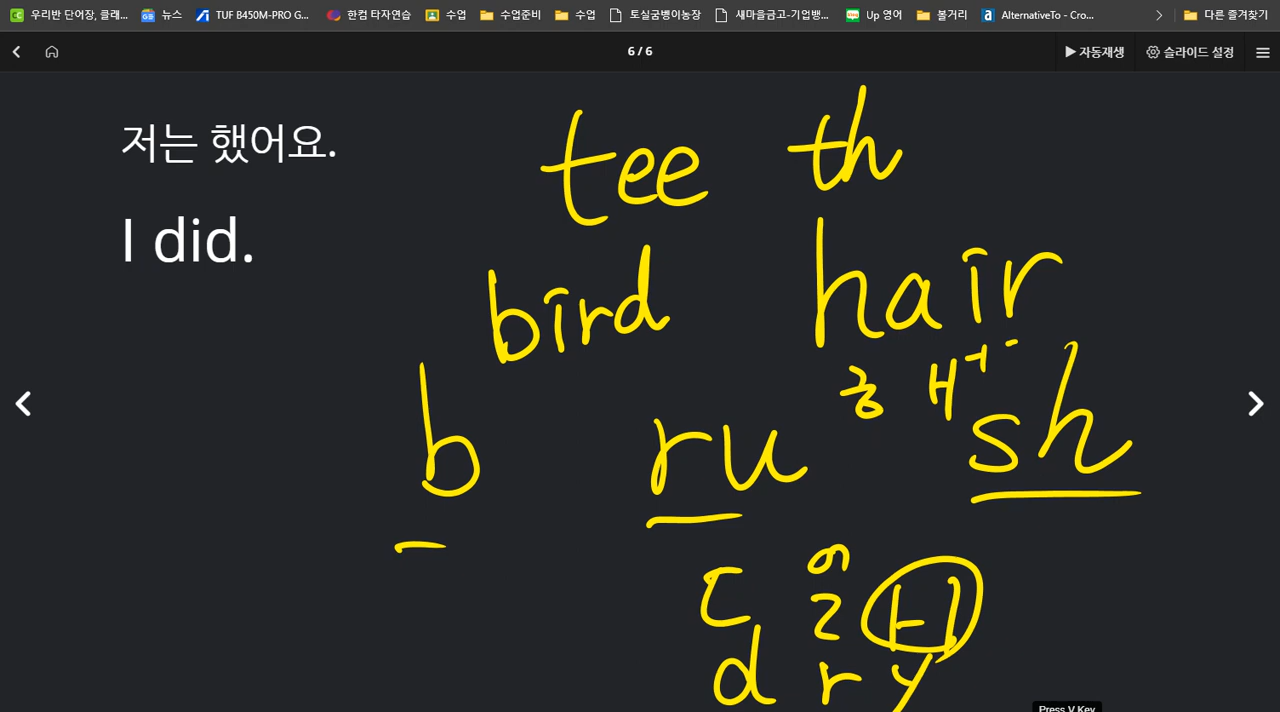 우리반 단어장, 클래... 뉴스 TUF B450M-PRO G... 한컴 타자연습 수업 수업준비 수업 토실굼벵이농장 새마을금고-기업뱅... Up 영어 볼거리 AlternativeTo - Cro... 다른 즐겨찾기
6 / 6 자동재생 슬라이드 설정
저는 했어요.
I did.
tee th
bird hair
b ru sh
d r y
Press V Key